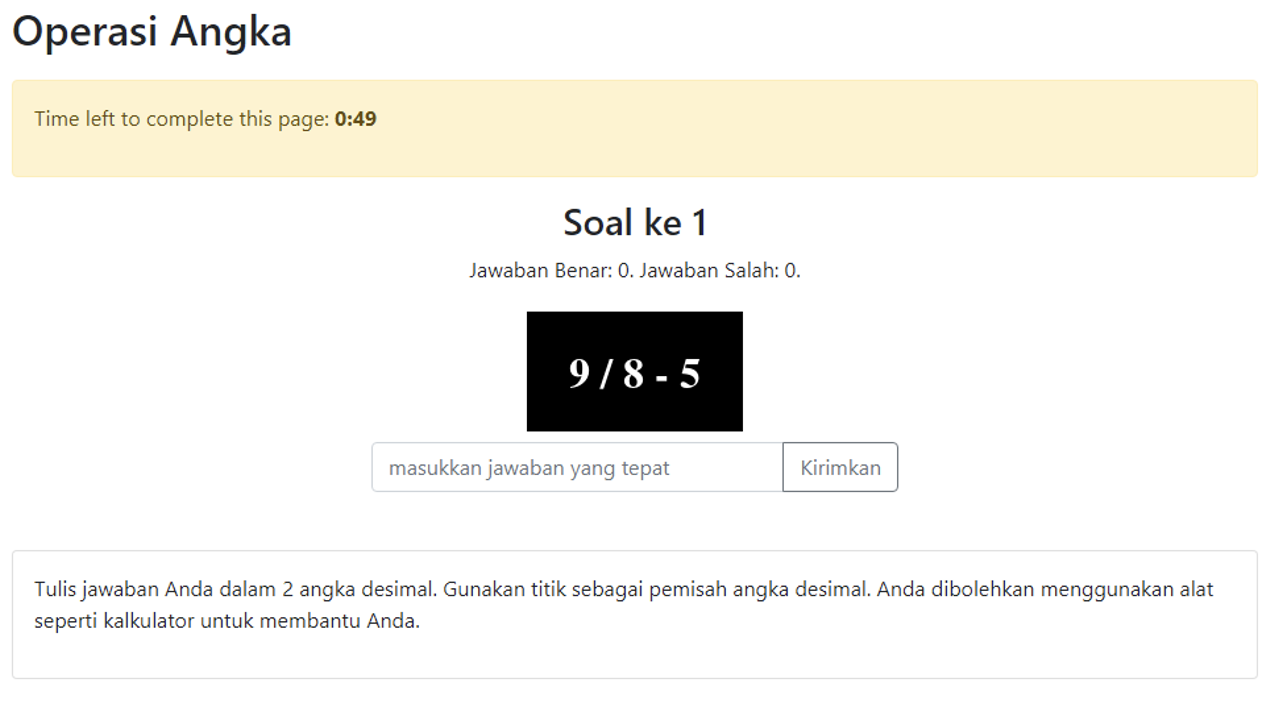 Operasi Angka
Time left to complete this page: 0:49
Soal ke 1
Jawaban Benar: 0. Jawaban Salah: 0.
9 / 8 - 5
masukkan jawaban yang tepat
Kirimkan
Tulis jawaban Anda dalam 2 angka desimal. Gunakan titik sebagai pemisah angka desimal. Anda dibolehkan menggunakan alat
seperti kalkulator untuk membantu Anda.